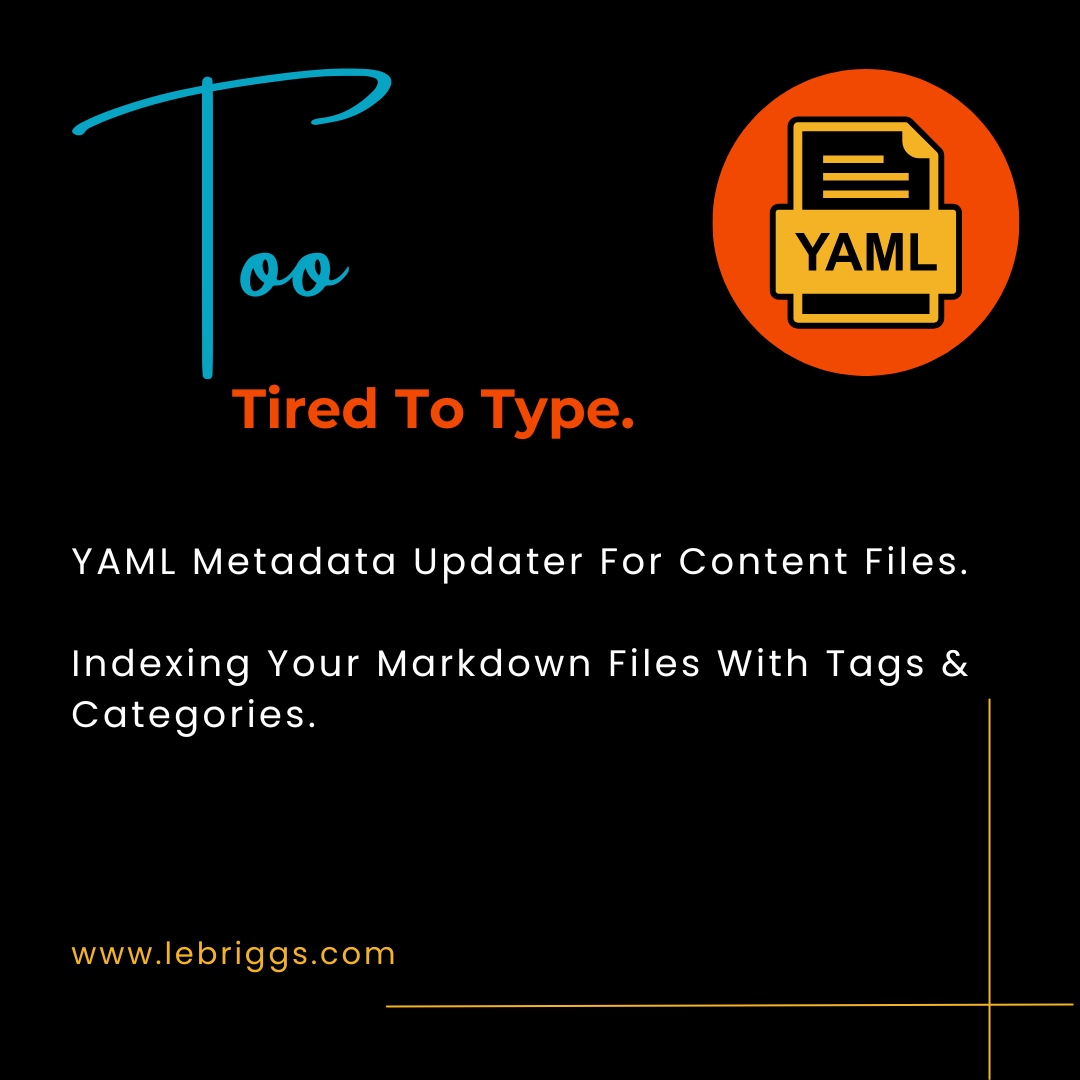 Too
YAML
Tired To Type.
YAML Metadata Updater For Content Files.
Indexing Your Markdown Files With Tags &
Categories.
www.lebriggs.com